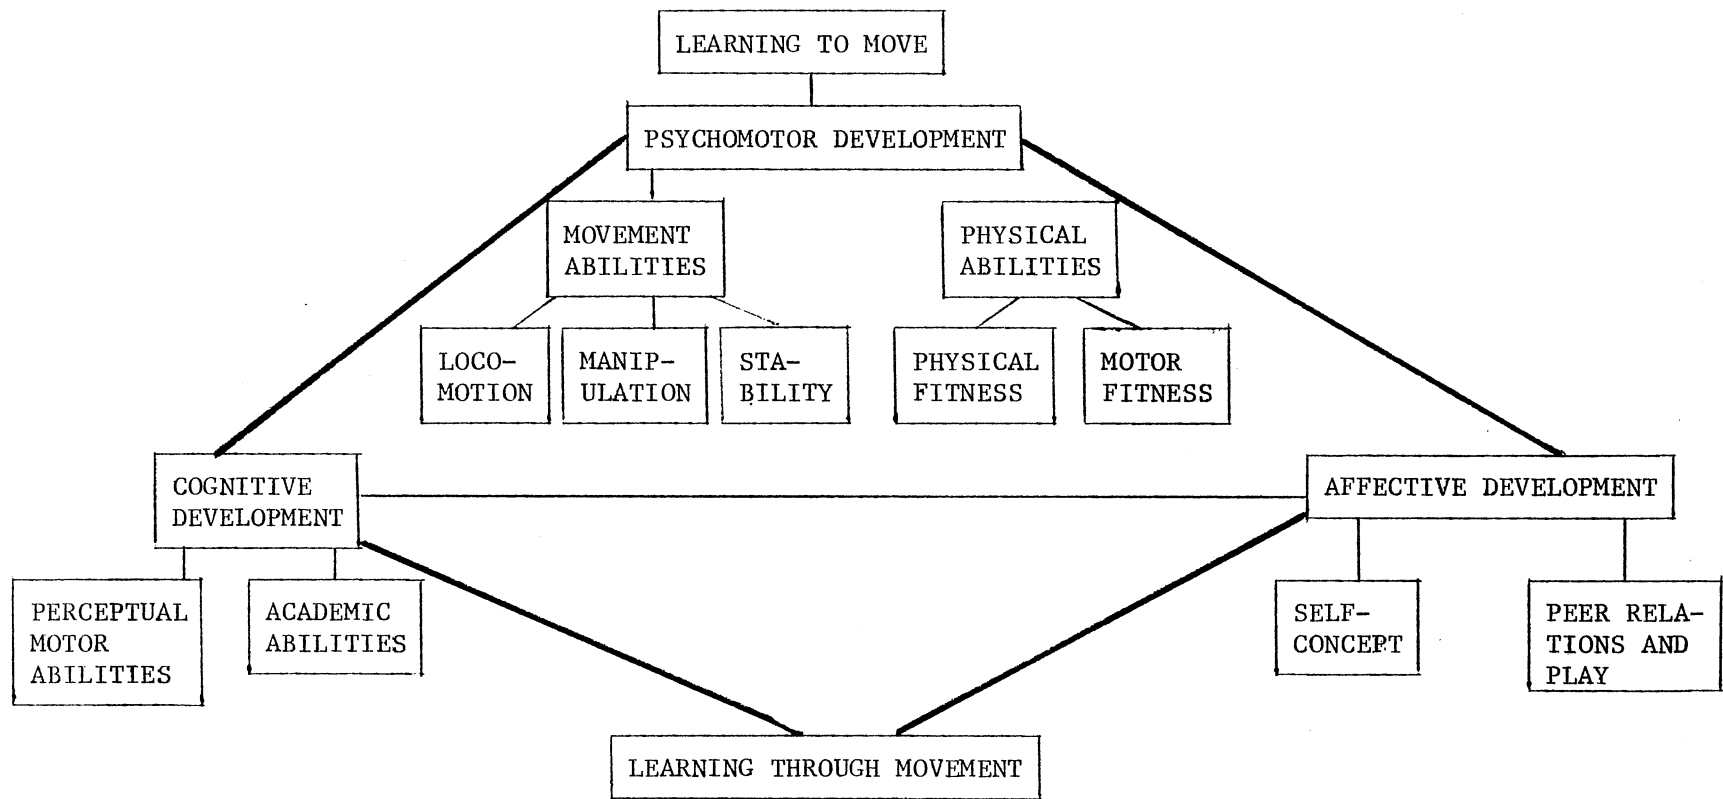 LEARNING TO MOVE
PSYCHOMOTOR DEVELOPMENT
MOVEMENT
ABILITIES
PHYSICAL
ABILITIES
LOCO-
MOTION
MANIP-
ULATION
STA-
BILITY
PHYSICAL
FITNESS
MOTOR
FITNESS
COGNITIVE
DEVELOPMENT
AFFECTIVE DEVELOPMENT
PERCEPTUAL
MOTOR
ABILITIES
ACADEMIC
ABILITIES
SELF-
CONCEPT
PEER RELA-
TIONS AND
PLAY
LEARNING THROUGH MOVEMENT